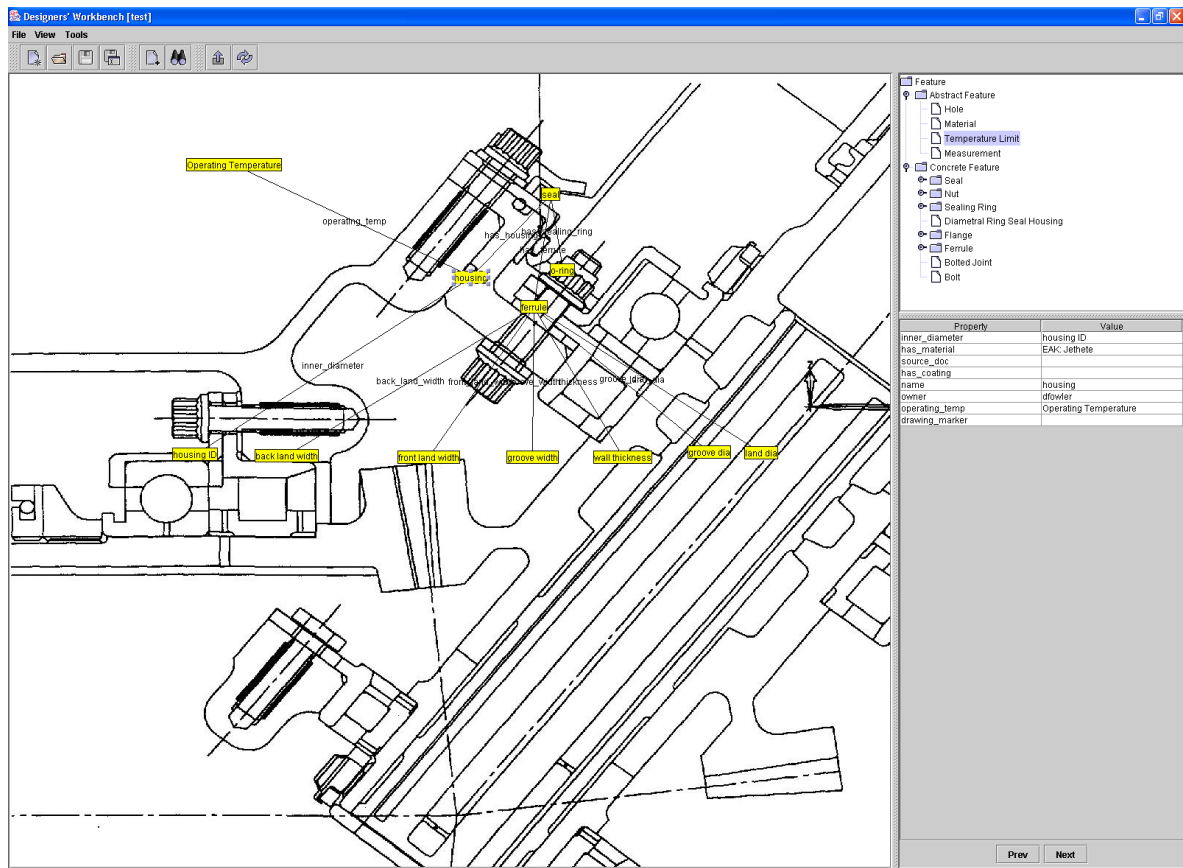 Designers' Workbench [test]
File View Tools
Operating Temperature
seal
operating_temp
has_housing
has_sealing_ring
has_ferrule
o-ring
housing
ferrule
inner_diameter
back_land_width
housing ID
back land width
front land width
groove width
wall thickness
groove dia
land dia
Z
Feature
Abstract Feature
Hole
Material
Temperature Limit
Measurement
Concrete Feature
Seal
Nut
Sealing Ring
Diametral Ring Seal Housing
Flange
Ferrule
Bolted Joint
Bolt
Property Value
inner_diameter housing ID
has_material EAK: Jethete
source_doc
has_coating
name housing
owner dfowler
operating_temp Operating Temperature
drawing_marker
Prev Next